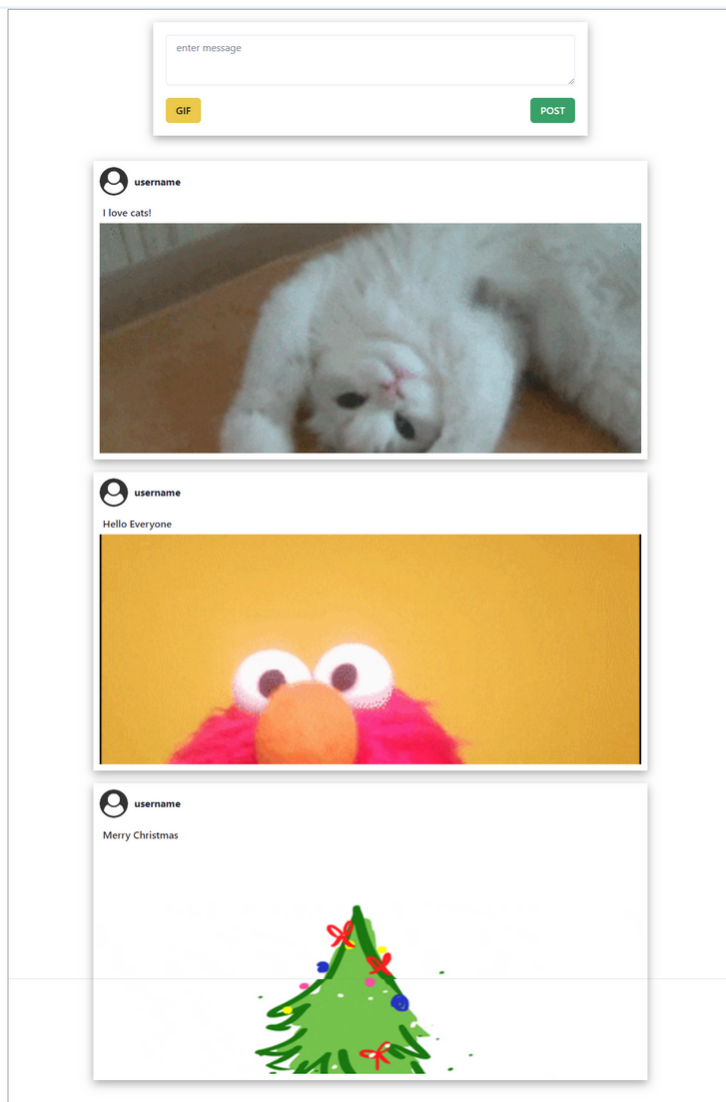 enter message
GIF
POST
username
I love cats!
username
Hello Everyone
username
Merry Christmas